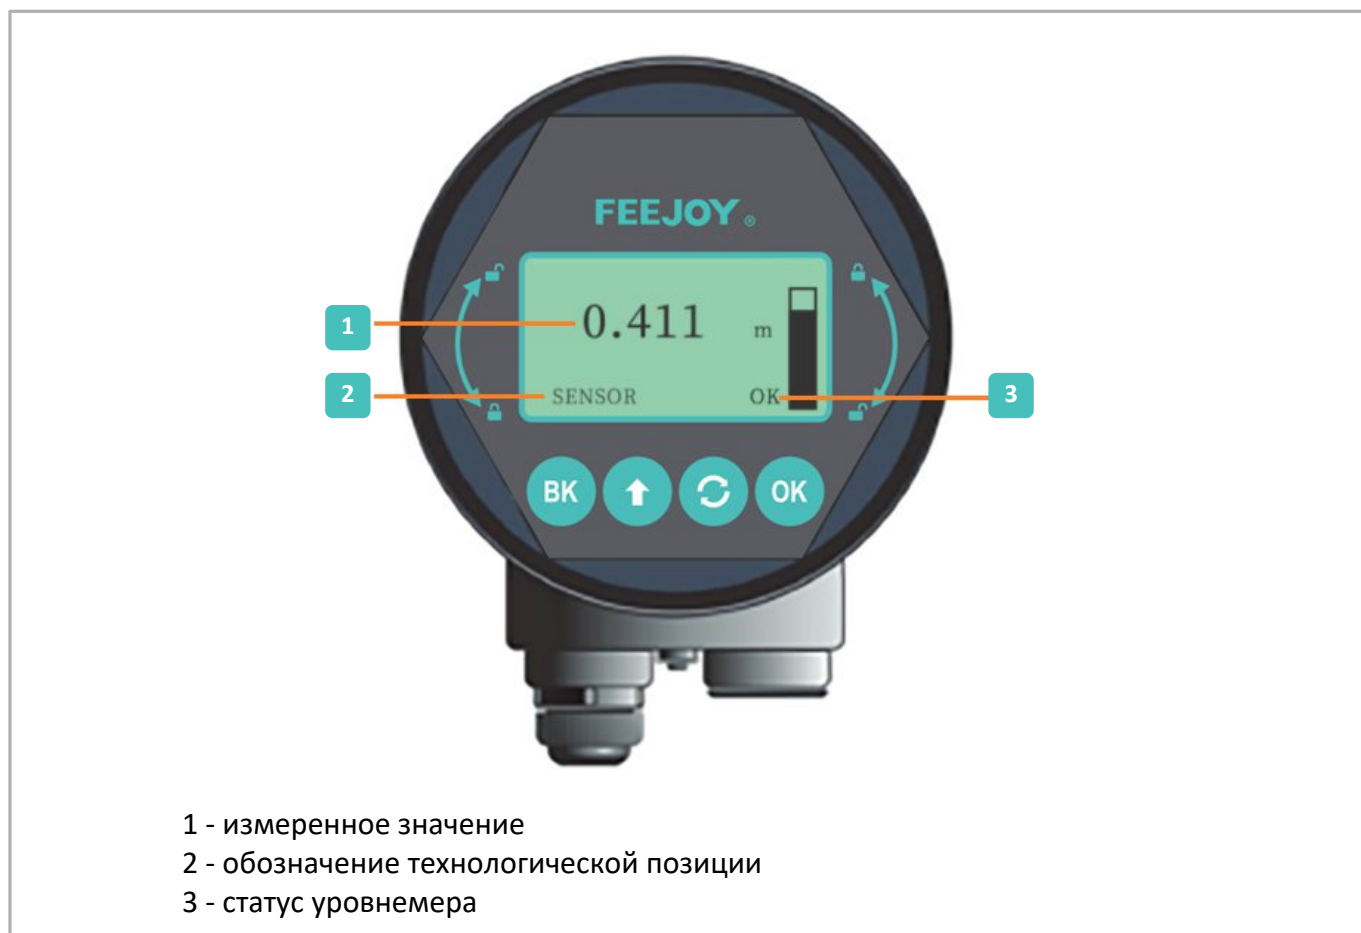 FEEJOY ®
1 0.411 m
2 SENSOR OK 3
BK OK
1 - измеренное значение
2 - обозначение технологической позиции
3 - статус уровнемера